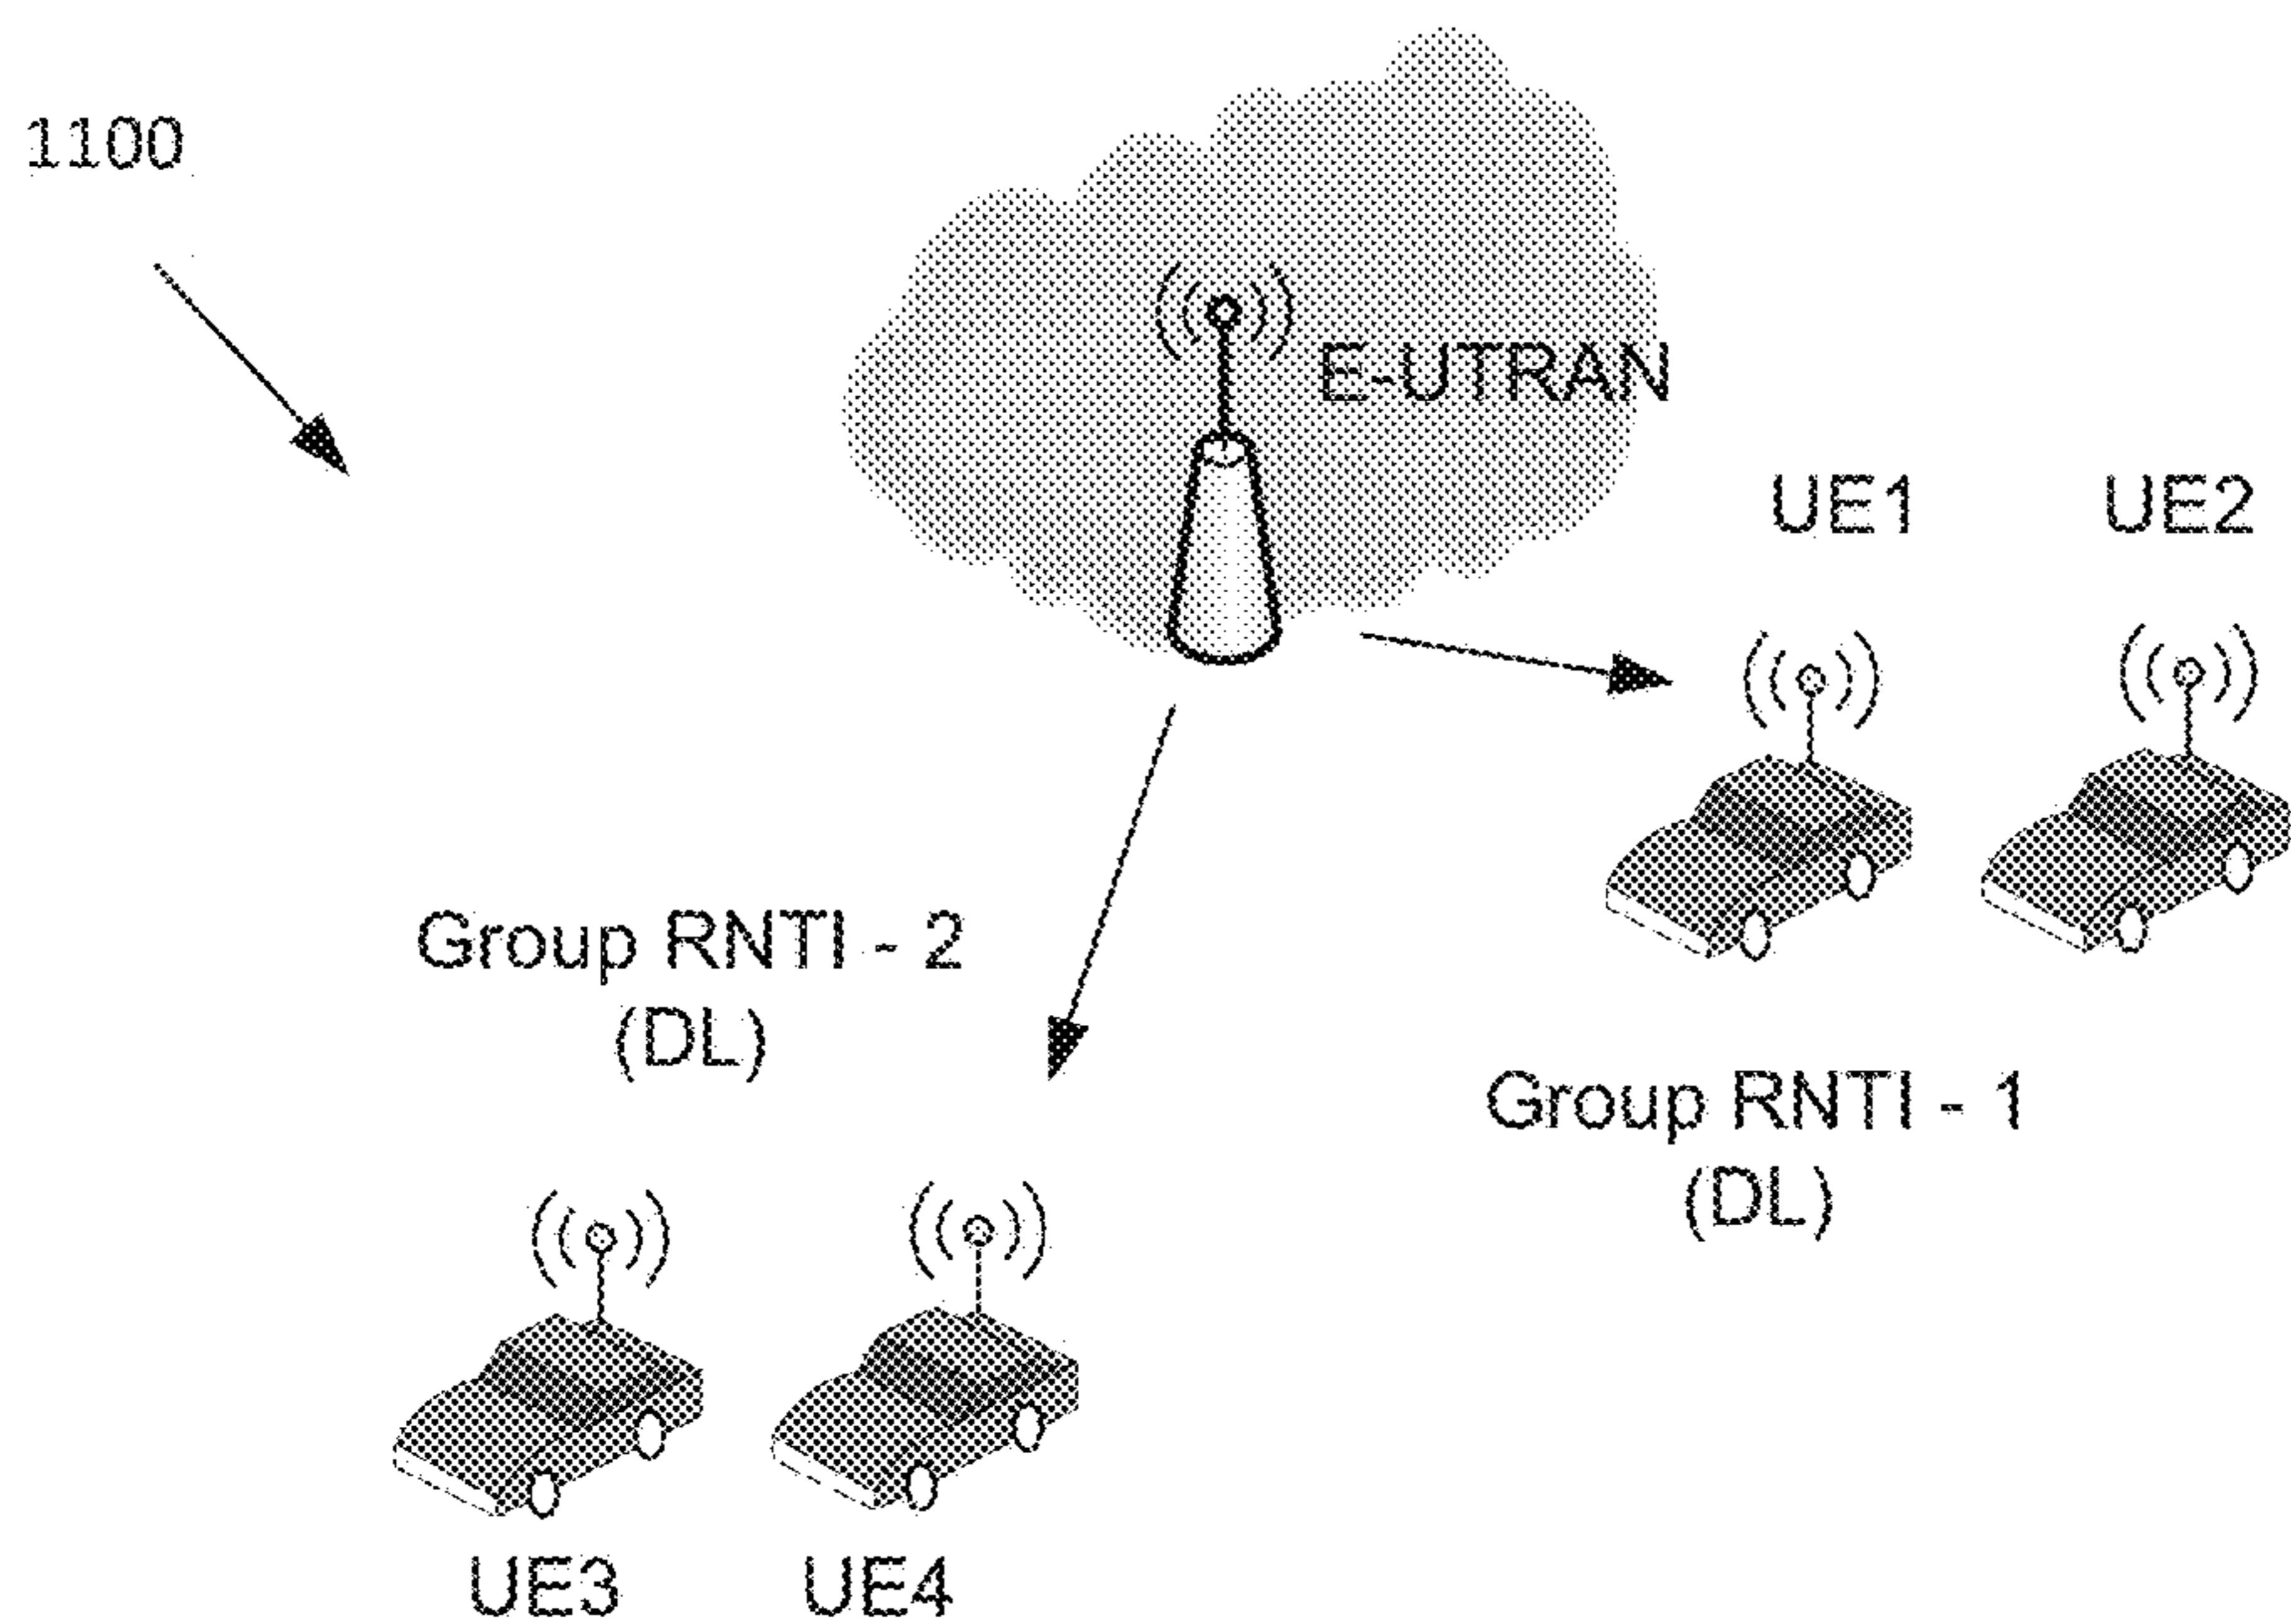 1100
E-UTRAN
UE1 UE2
Group RNTI - 2
(DL)
Group RNTI - 1
(DL)
UE3 UE4